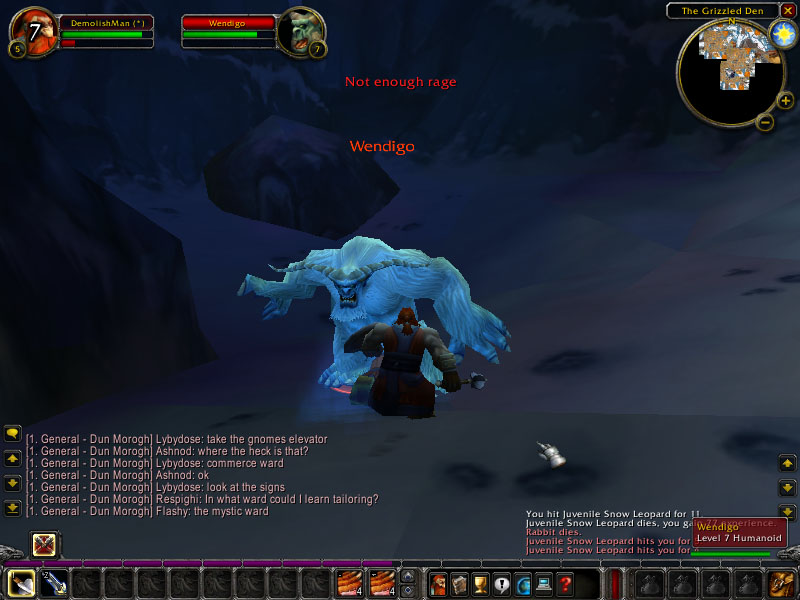 DemolishMan (*)
7
5
Wendigo
7
The Grizzled Den
N
Not enough rage
Wendigo
[1. General - Dun Morogh] Lybydose: take the gnomes elevator
[1. General - Dun Morogh] Ashnod: where the heck is that?
[1. General - Dun Morogh] Lybydose: commerce ward
[1. General - Dun Morogh] Ashnod: ok
[1. General - Dun Morogh] Lybydose: look at the signs
[1. General - Dun Morogh] Respighi: In what ward could I learn tailoring?
[1. General - Dun Morogh] Flashy: the mystic ward
You hit Juvenile Snow Leopard for 11.
Juvenile Snow Leopard dies, you gain 27 experience.
Rabbit dies.
Juvenile Snow Leopard hits you for
Juvenile Snow Leopard hits you for
Wendigo
Level 7 Humanoid
4
4